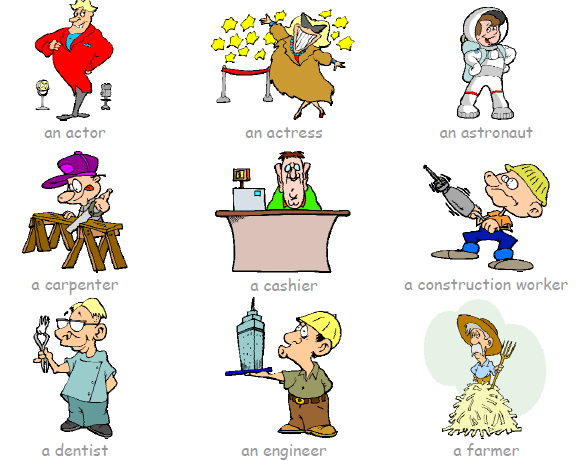 an actor
an actress
an astronaut
a carpenter
a cashier
a construction worker
a dentist
an engineer
a farmer